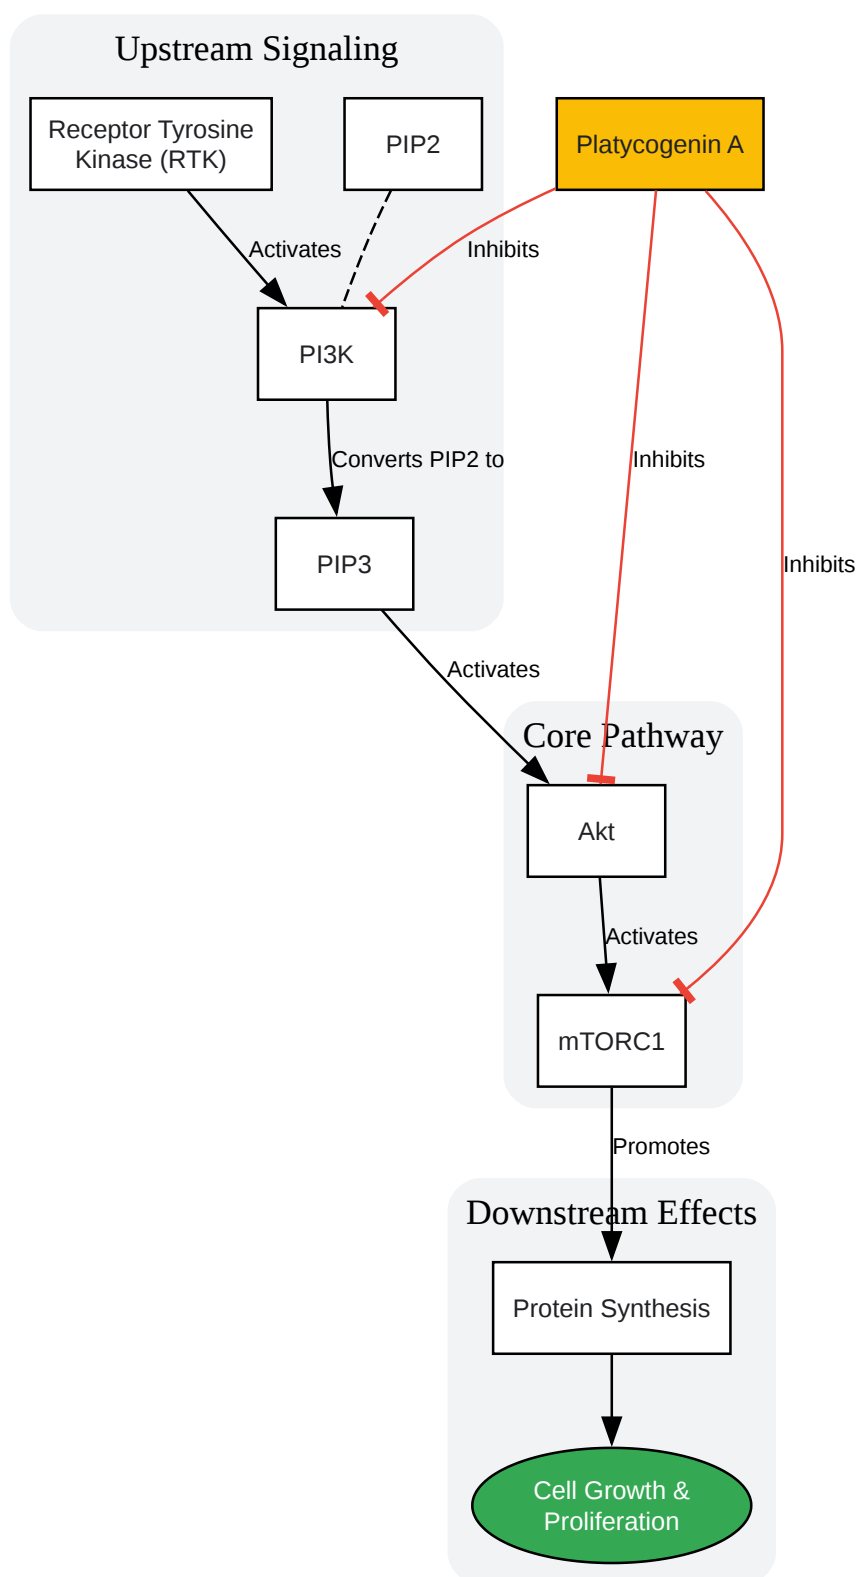 Upstream Signaling
Receptor Tyrosine
Kinase (RTK)
PIP2
Platycogenin A
Activates
Inhibits
PI3K
Converts PIP2 to
Inhibits
PIP3
Inhibits
Activates
Core Pathway
Akt
Activates
mTORC1
Promotes
Downstream Effects
Protein Synthesis
Cell Growth &
Proliferation